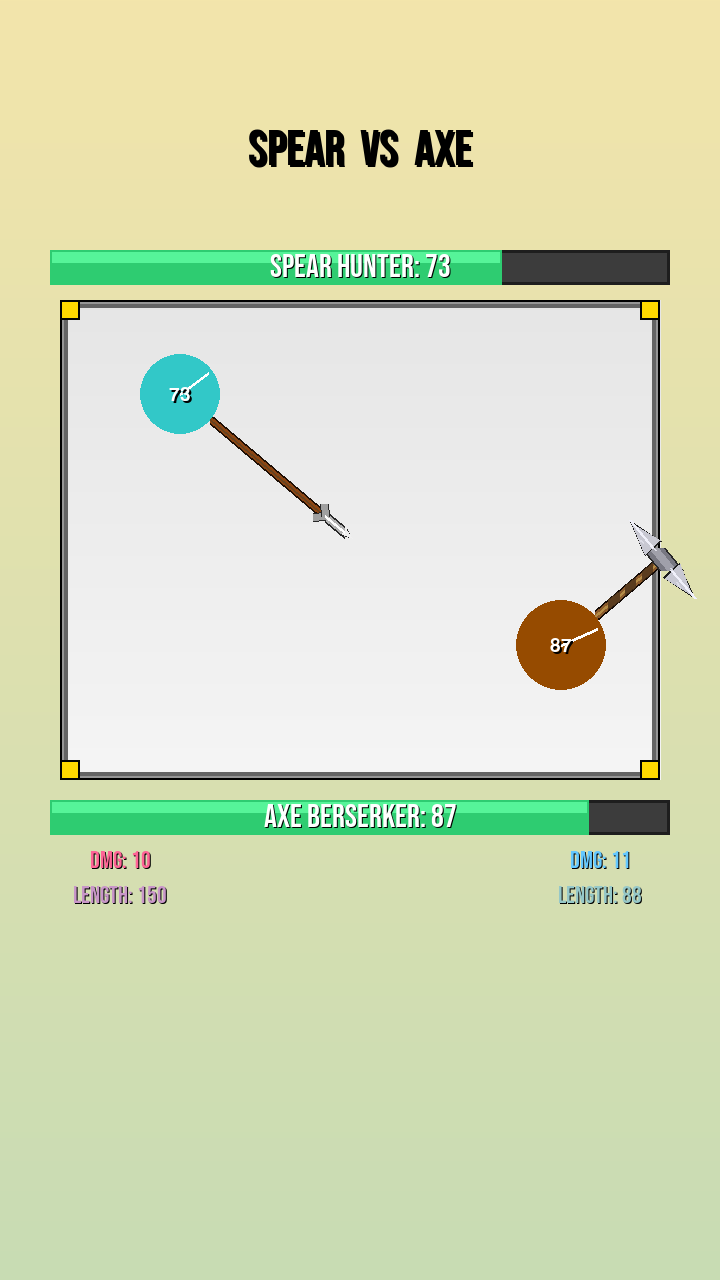 SPEAR VS AXE
SPEAR HUNTER: 73
73
87
AXE BERSERKER: 87
DMG: 10
DMG: 11
LENGTH: 150
LENGTH: 88